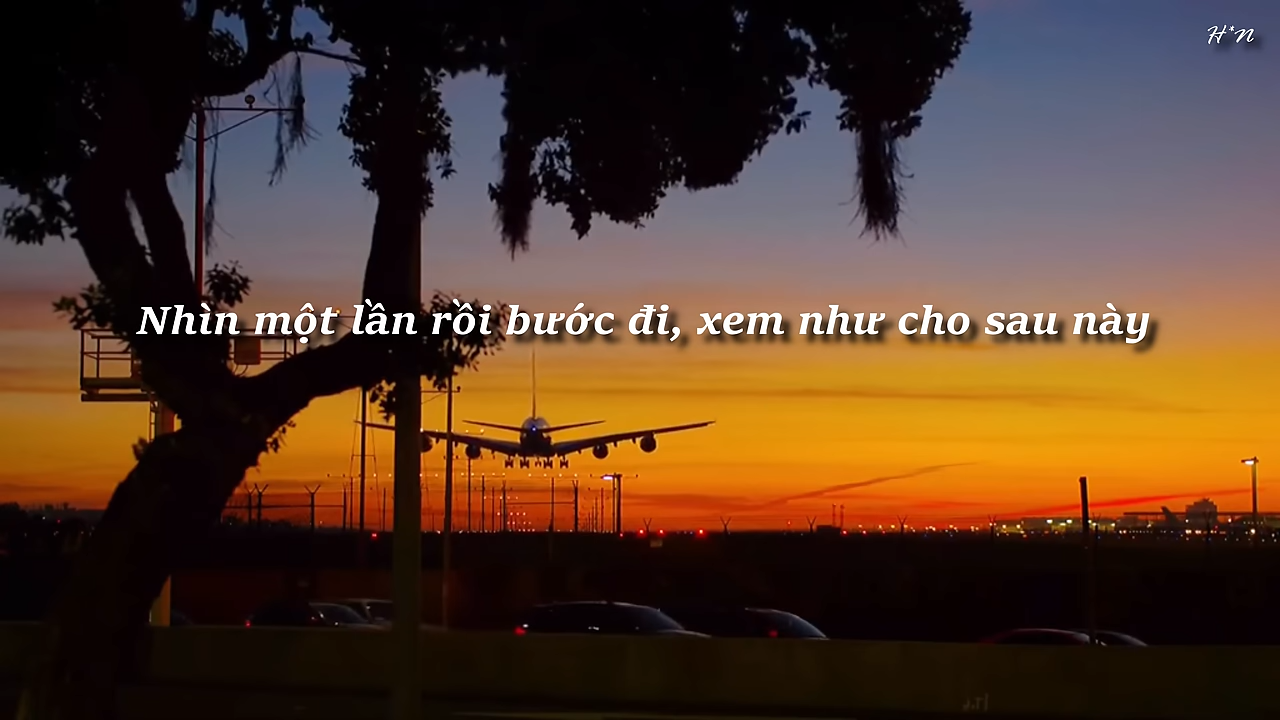 H*N
Nhìn một lần rồi bước đi, xem như cho sau này